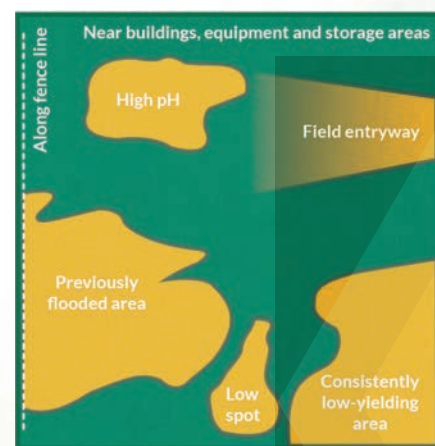 Near buildings, equipment and storage areas
Along fence line
High pH
Field entryway
Previously
flooded area
Low
spot
Consistently
low-yielding
area